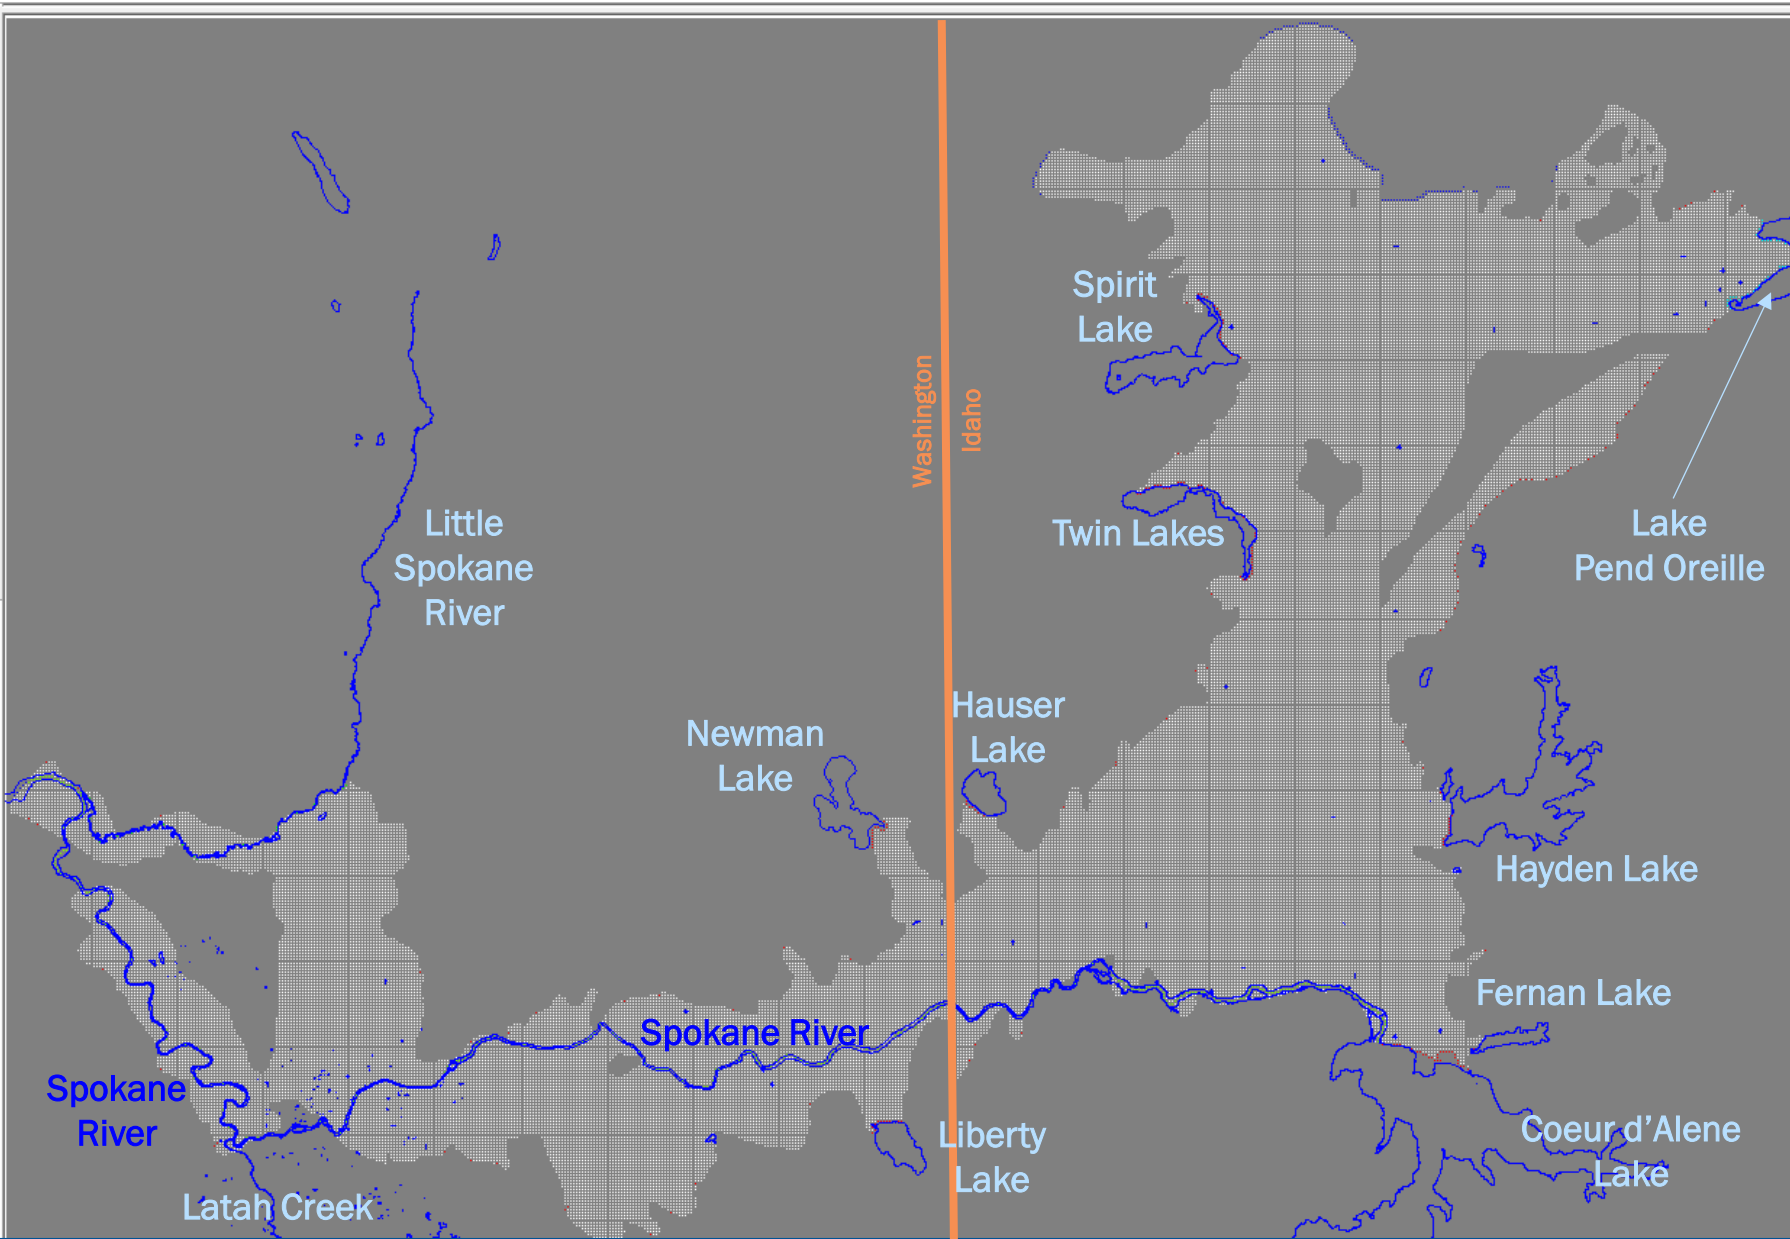 Spirit
Lake
Washington
Idaho
Little
Spokane
River
Twin Lakes
Lake
Pend Oreille
Newman
Lake
Hauser
Lake
Hayden Lake
Fernan Lake
Spokane River
Spokane
River
Liberty
Lake
Coeur d’Alene
Lake
Latah Creek